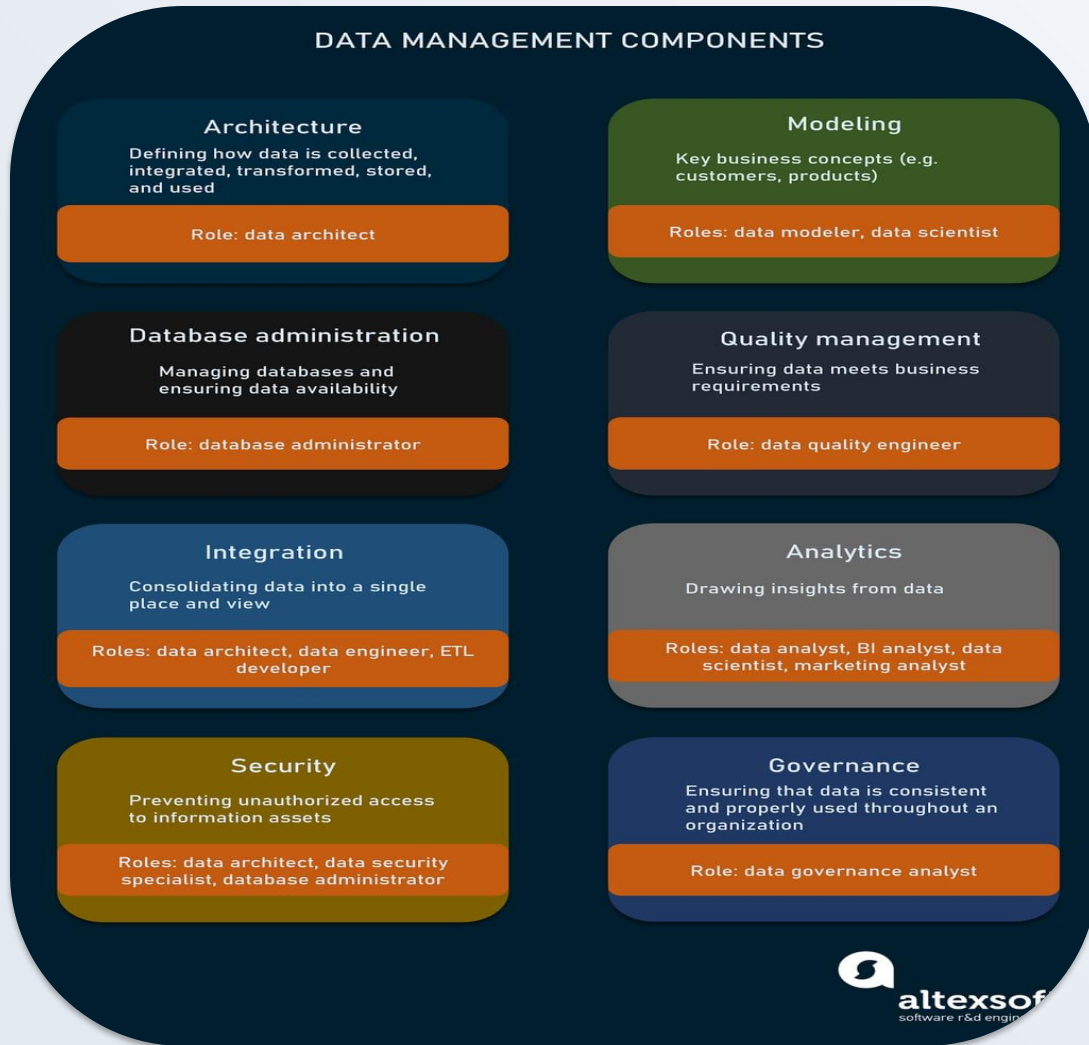 DATA MANAGEMENT COMPONENTS
Architecture
Defining how data is collected,
integrated, transformed, stored,
and used
Role: data architect
Modeling
Key business concepts (e.g.
customers, products)
Roles: data modeler, data scientist
Database administration
Managing databases and
ensuring data availability
Role: database administrator
Quality management
Ensuring data meets business
requirements
Role: data quality engineer
Integration
Consolidating data into a single
place and view
Roles: data architect, data engineer, ETL
developer
Analytics
Drawing insights from data
Roles: data analyst, BI analyst, data
scientist, marketing analyst
Security
Preventing unauthorized access
to information assets
Roles: data architect, data security
specialist, database administrator
Governance
Ensuring that data is consistent
and properly used throughout an
organization
Role: data governance analyst
software r&d